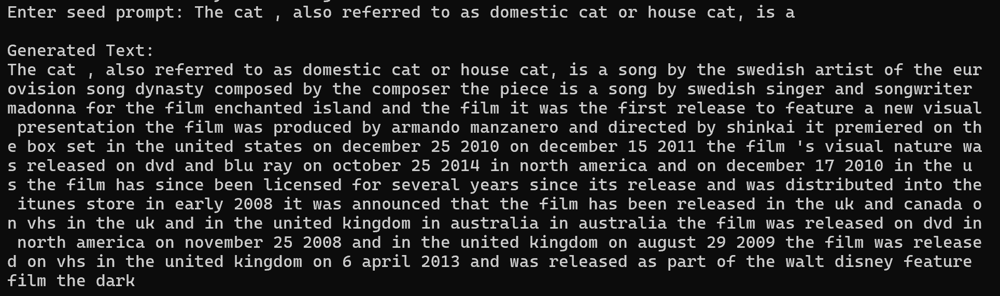 Enter seed prompt: The cat , also referred to as domestic cat or house cat, is a
Generated Text:
The cat , also referred to as domestic cat or house cat, is a song by the swedish artist of the eur
ovision song dynasty composed by the composer the piece is a song by swedish singer and songwriter
madonna for the film enchanted island and the film it was the first release to feature a new visual
 presentation the film was produced by armando manzanero and directed by shinkai it premiered on th
e box set in the united states on december 25 2010 on december 15 2011 the film 's visual nature wa
s released on dvd and blu ray on october 25 2014 in north america and on december 17 2010 in the u
s the film has since been licensed for several years since its release and was distributed into the
 itunes store in early 2008 it was announced that the film has been released in the uk and canada o
n vhs in the uk and in the united kingdom in australia in australia the film was released on dvd in
 north america on november 25 2008 and in the united kingdom on august 29 2009 the film was release
d on vhs in the united kingdom on 6 april 2013 and was released as part of the walt disney feature
film the dark